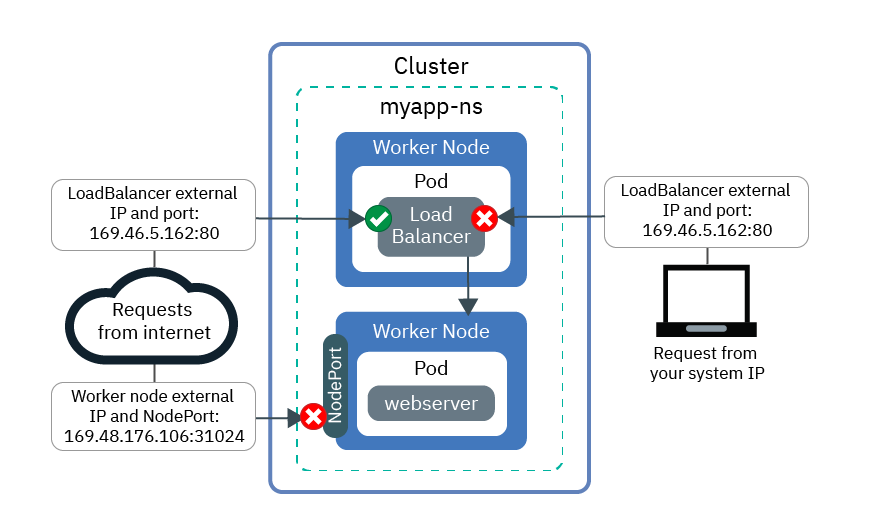 Cluster
myapp-ns
Worker Node
Pod
Load
Balancer
LoadBalancer external
IP and port:
169.46.5.162:80
Requests
from internet
Worker node external
IP and NodePort:
169.48.176.106:31024
LoadBalancer external
IP and port:
169.46.5.162:80
Request from
your system IP
Worker Node
NodePort
Pod
webserver